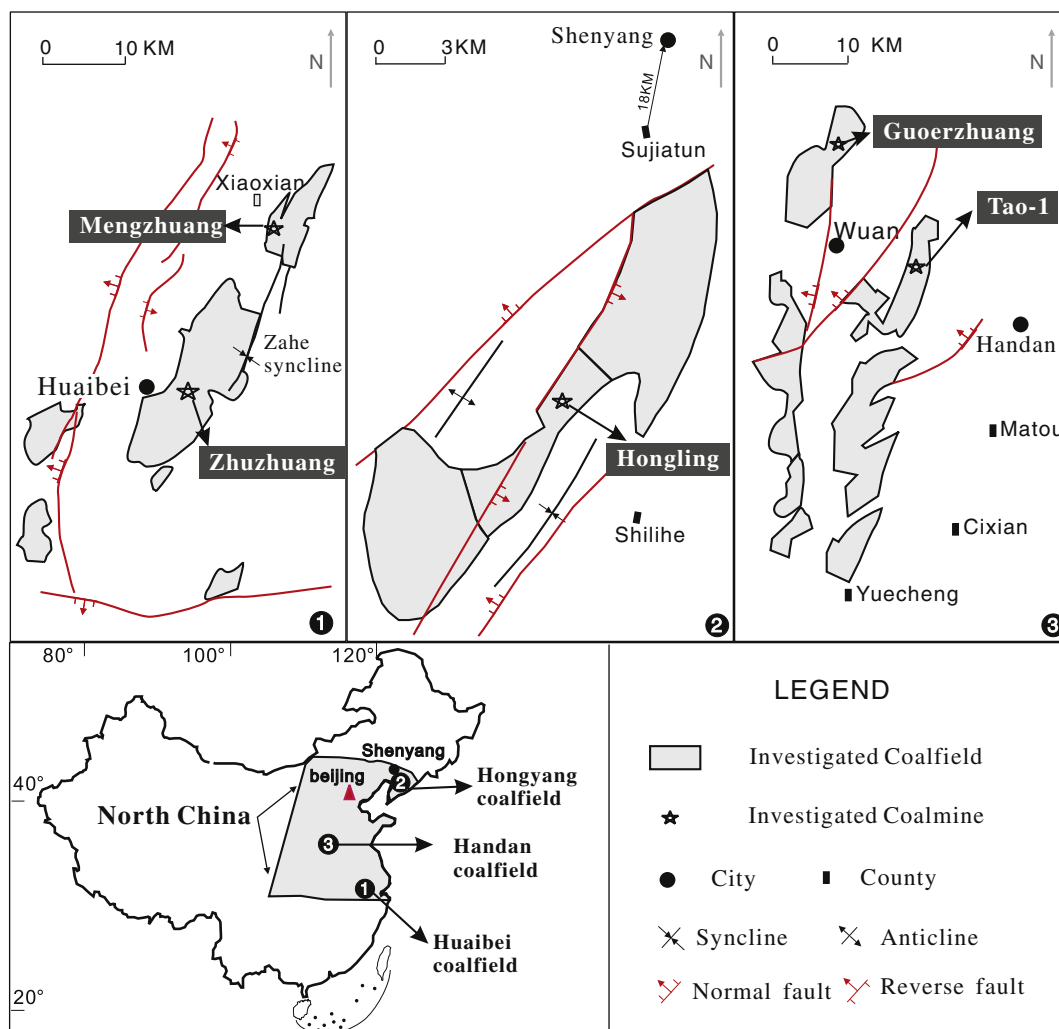 0 10 KM
N
Xiaoxian
Mengzhuang
Zahe
syncline
Huaibei
Zhuzhuang
1
0 3KM
Shenyang
N
18KM
Sujiatun
Hongling
Shilihe
2
0 10 KM
N
Guoerzhuang
Tao-1
Wuan
Handan
Matou
Cixian
Yuecheng
3
80° 100° 120°
40°
20°
Shenyang
beijing
2
North China
3
1
Hongyang
coalfield
Handan
coalfield
Huaibei
coalfield
LEGEND
Investigated Coalfield
Investigated Coalmine
City County
Syncline Anticline
Normal fault Reverse fault